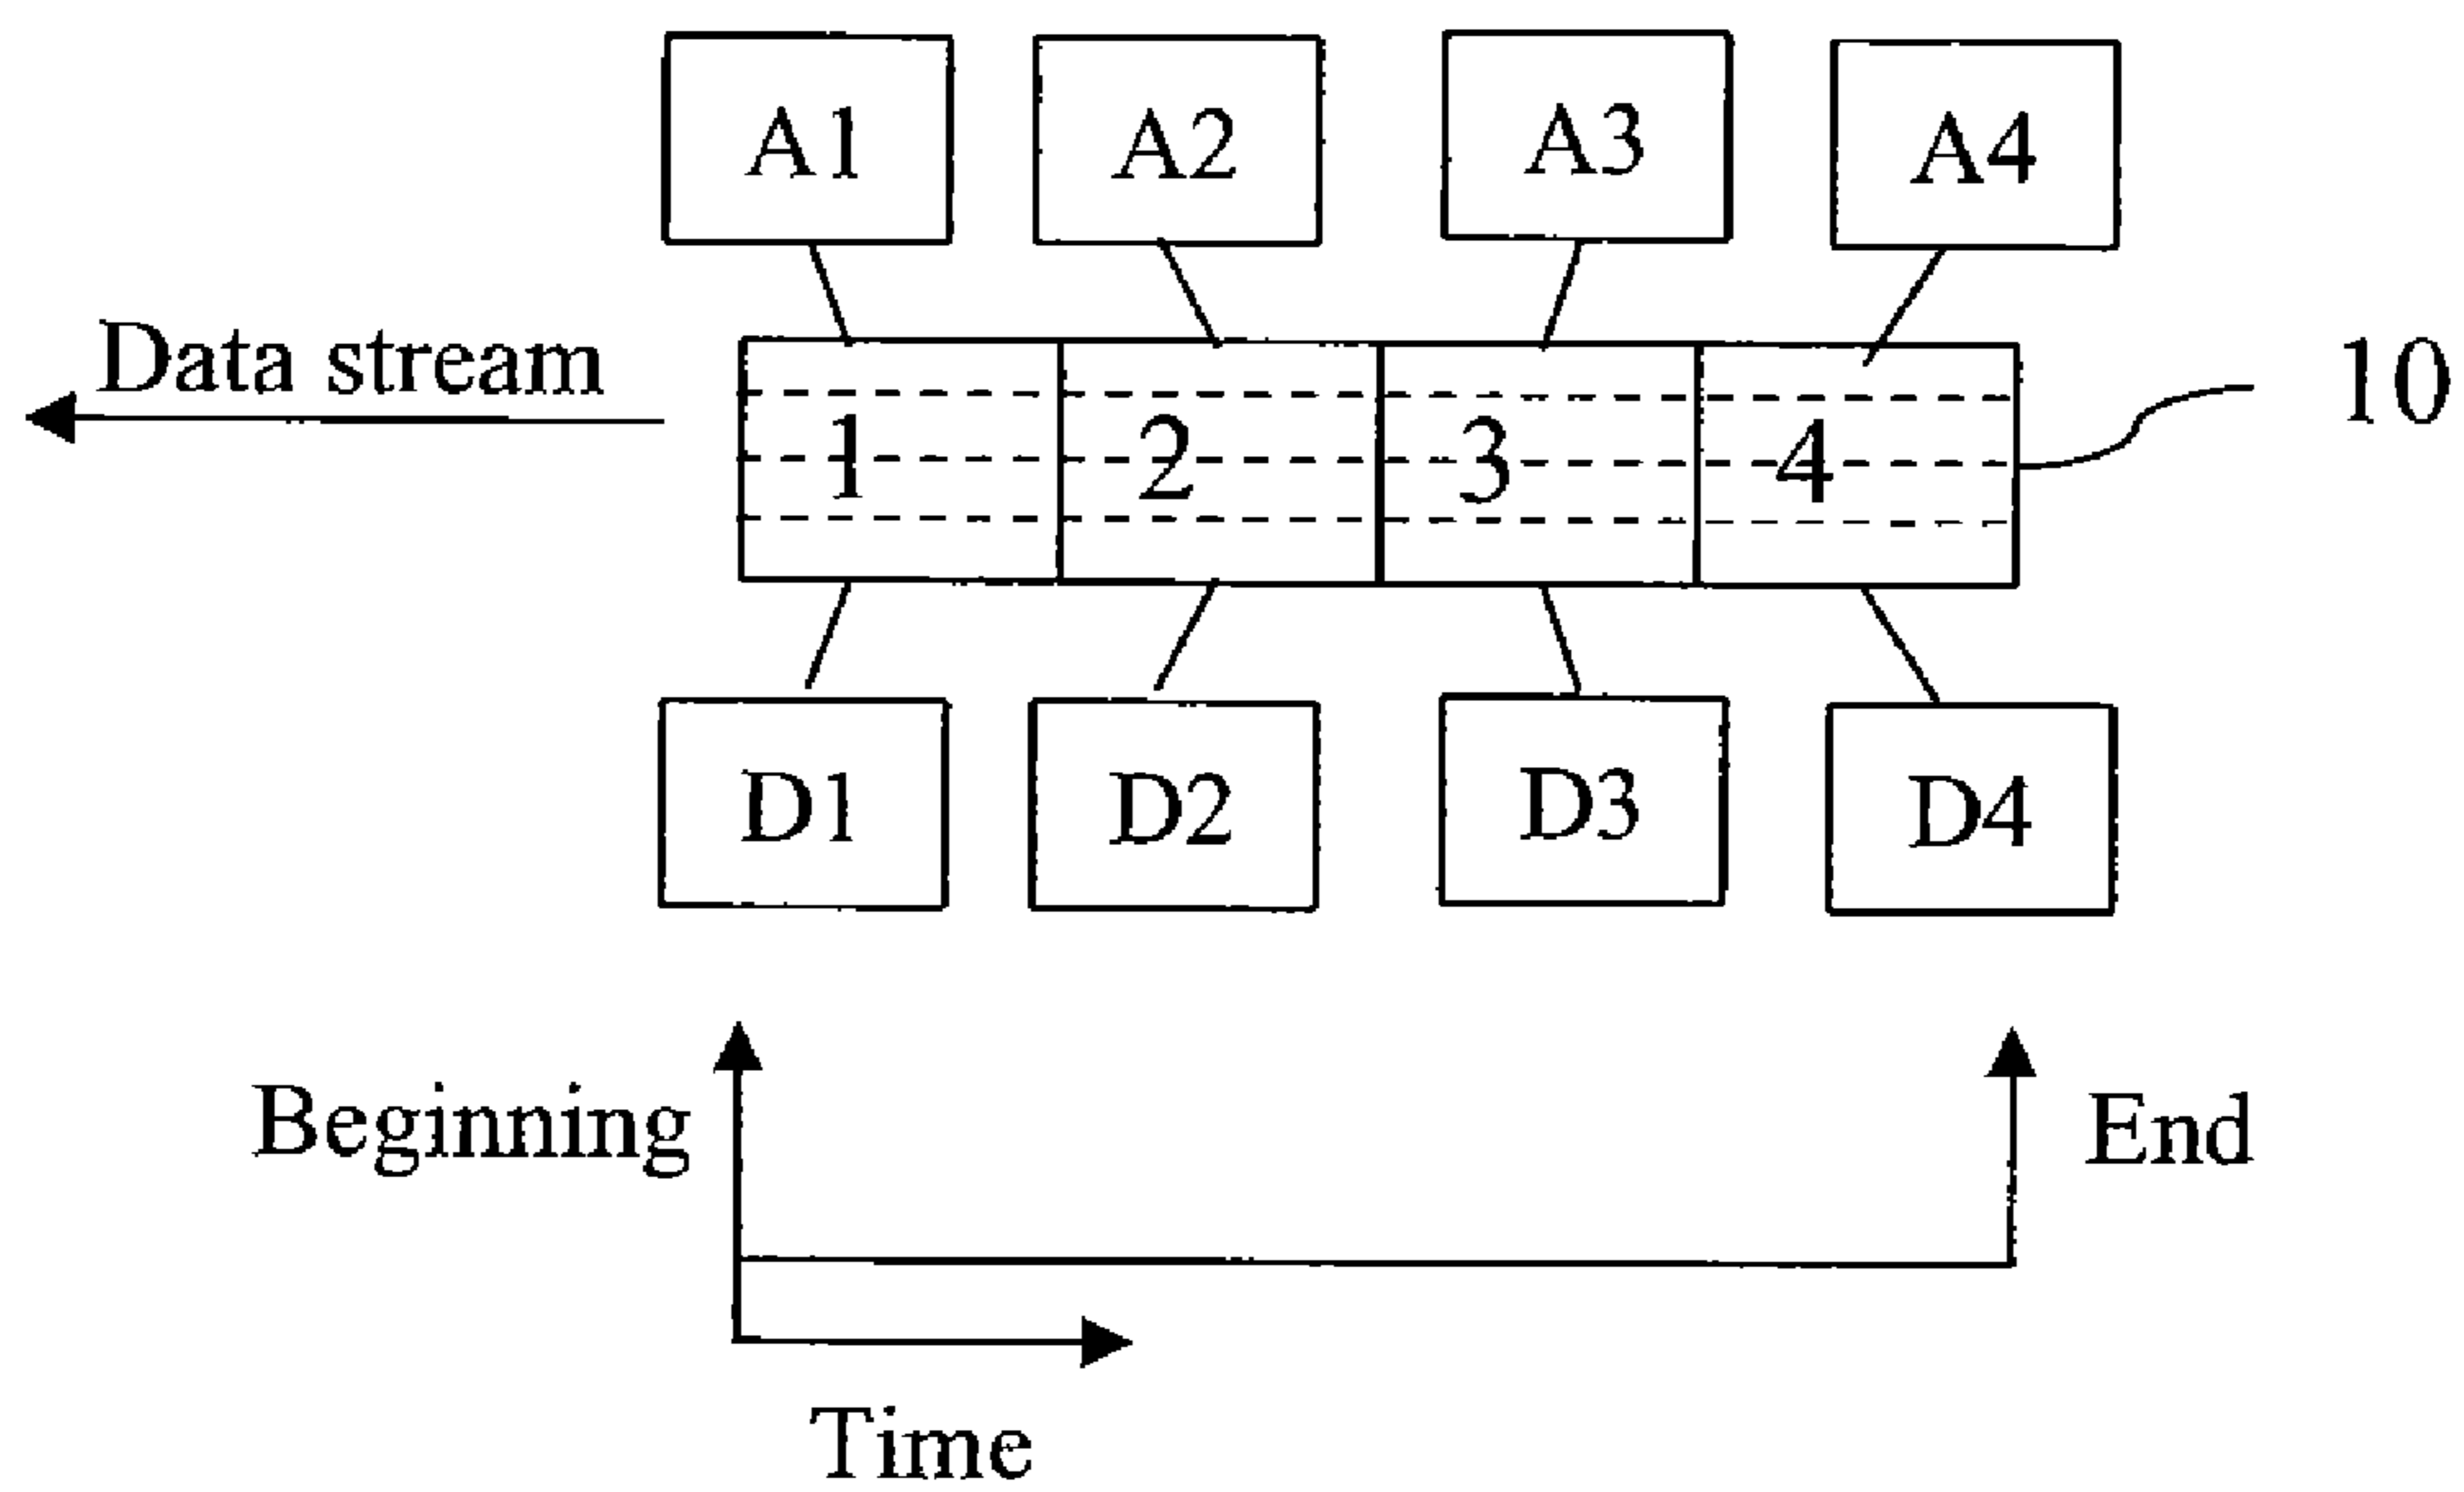 A1 A2 A3 A4
Data stream
10
1 2 3 4
D1 D2 D3 D4
Beginning
End
Time